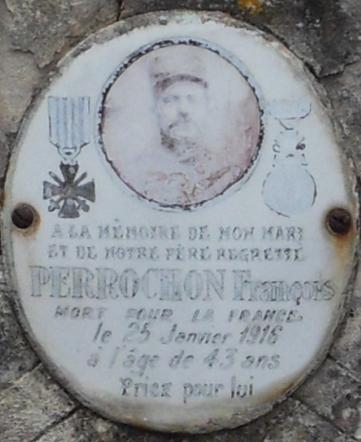 A LA MÉMOIRE DE MON MARI
ET DE NOTRE PÈRE REGRETTÉ
PERROCHON François
MORT POUR LA FRANCE
le 25 Janvier 1916
à l'âge de 43 ans
Priez pour lui